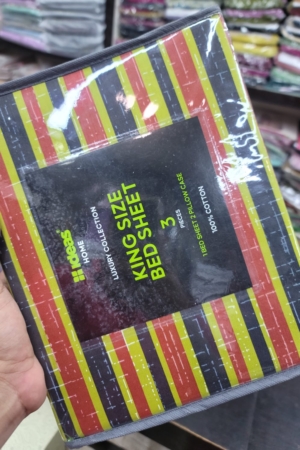 ideas
HOME
LUXURY COLLECTION
KING SIZE
BED SHEET
3
PIECES
1 BED SHEET 2 PILLOW CASE
100% COTTON